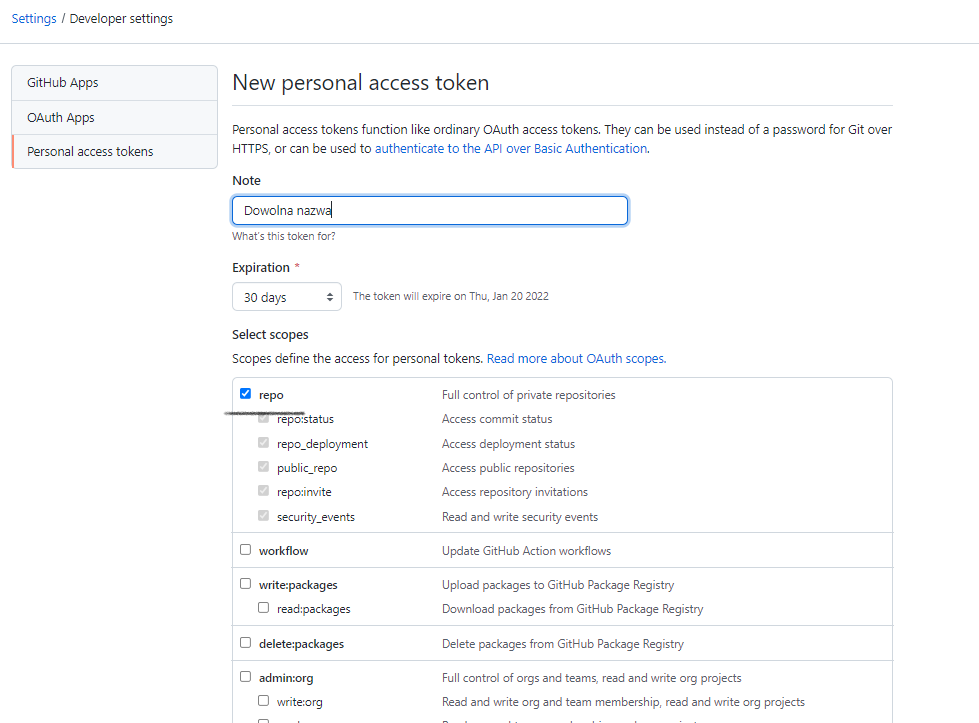 Settings / Developer settings
GitHub Apps
OAuth Apps
Personal access tokens
New personal access token
Personal access tokens function like ordinary OAuth access tokens. They can be used instead of a password for Git over
HTTPS, or can be used to authenticate to the API over Basic Authentication.
Note
Dowolna nazwa
What's this token for?
Expiration *
30 days The token will expire on Thu, Jan 20 2022
Select scopes
Scopes define the access for personal tokens. Read more about OAuth scopes.
repo Full control of private repositories
repo:status Access commit status
repo_deployment Access deployment status
public_repo Access public repositories
repo:invite Access repository invitations
security_events Read and write security events
workflow Update GitHub Action workflows
write:packages Upload packages to GitHub Package Registry
read:packages Download packages from GitHub Package Registry
delete:packages Delete packages from GitHub Package Registry
admin:org Full control of orgs and teams, read and write org projects
write:org Read and write org and team membership, read and write org projects